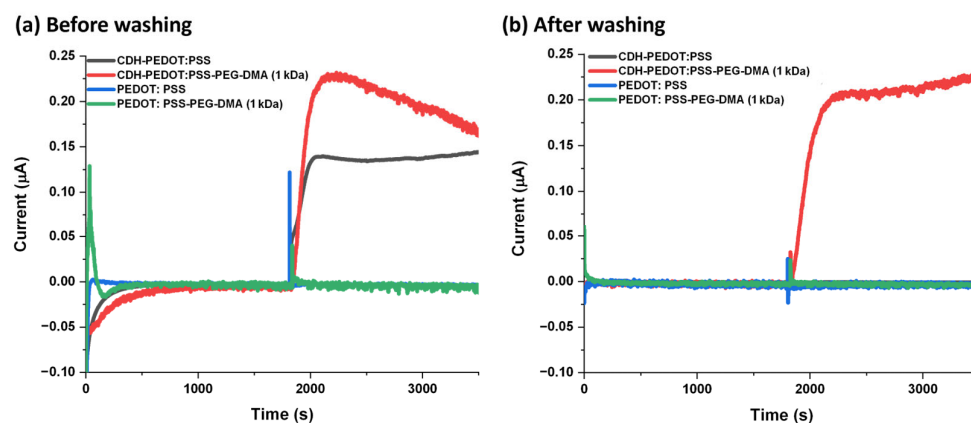 (a) Before washing
CDH-PEDOT:PSS
CDH-PEDOT:PSS-PEG-DMA (1 kDa)
PEDOT: PSS
PEDOT: PSS-PEG-DMA (1 kDa)
0.25
0.20
0.15
0.10
0.05
0.00
−0.05
−0.10
Current (µA)
0
1000
2000
3000
Time (s)
(b) After washing
CDH-PEDOT:PSS
CDH-PEDOT:PSS-PEG-DMA (1 kDa)
PEDOT: PSS
PEDOT: PSS-PEG-DMA (1 kDa)
0.25
0.20
0.15
0.10
0.05
0.00
−0.05
−0.10
Current (µA)
0
1000
2000
3000
Time (s)